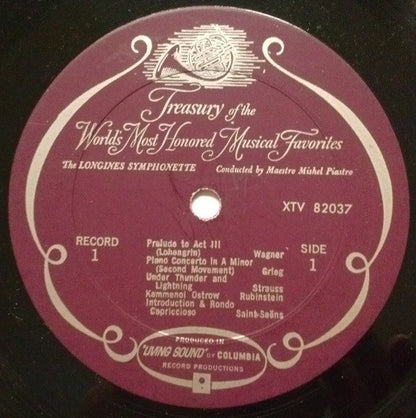 Treasury of the
World's Most Honored Musical Favorites
The LONGINES SYMPHONETTE Conducted by Maestro Mishel Piastro
XTV 82037
RECORD
1
SIDE
1
Prelude to Act III
(Lohengrin) Wagner
Piano Concerto in A Minor
(Second Movement) Grieg
Under Thunder and
Lightning Strauss
Kammenoi Ostrow Rubinstein
Introduction & Rondo
Capriccioso Saint-Saëns
PRODUCED IN
"LIVING SOUND" BY COLUMBIA
RECORD PRODUCTIONS